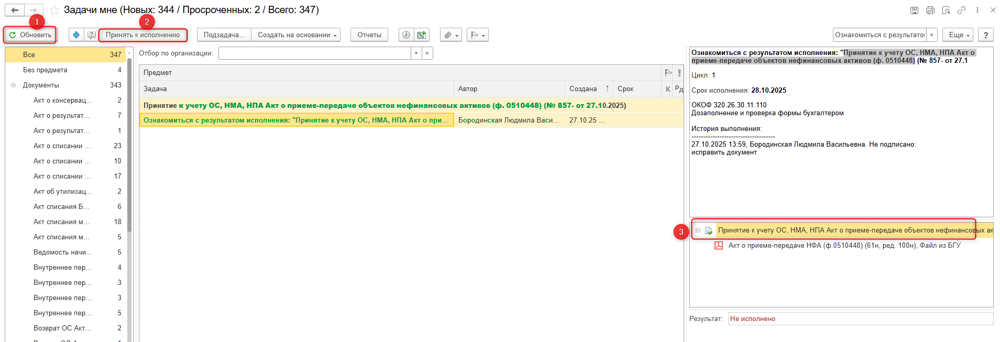 Задачи мне (Новых: 344 / Просроченных: 2 / Всего: 347)
1
2
Обновить
Принять к исполнению
Подзадача...
Создать на основании
Отчеты
Ознакомиться с результато
×
Еще
?
Все 347
Без предмета 4
Документы 343
Акт о консервац... 2
Акт о результат... 7
Акт о результат... 1
Акт о списании ... 23
Акт о списании ... 10
Акт о списании ... 17
Акт об утилизац... 2
Акт списания Б... 6
Акт списания м... 18
Акт списания м... 5
Ведомость начи... 5
Внутреннее пер... 4
Внутреннее пер... 3
Внутреннее пер... 3
Внутреннее пер... 5
Возврат ОС Акт... 2
Отбор по организации:
×
Предмет
Задача Автор Создана ↑ Срок К Рд
Принятие к учету ОС, НМА, НПА Акт о приеме-передаче объектов нефинансовых активов (ф. 0510448) (№ 857- от 27.10.2025)
Ознакомиться с результатом исполнения: "Принятие к учету ОС, НМА, НПА Акт о при... Бородинская Людмила Васи... 27.10.25 ...
Ознакомиться с результатом исполнения: "Принятие к учету ОС, НМА, НПА Акт о
приеме-передаче объектов нефинансовых активов (ф. 0510448) (№ 857- от 27.1
Цикл: 1
Срок исполнения: 28.10.2025
ОКОФ 320.26.30.11.110
Дозаполнение и проверка формы бухгалтером
История выполнения:
------------------------------------
27.10.2025 13:59, Бородинская Людмила Васильевна. Не подписано:
исправить документ
3
Принятие к учету ОС, НМА, НПА Акт о приеме-передаче объектов нефинансовых ак
Акт о приеме-передаче НФА (ф.0510448) (61н, ред. 100н), Файл из БГУ
Результат: Не исполнено